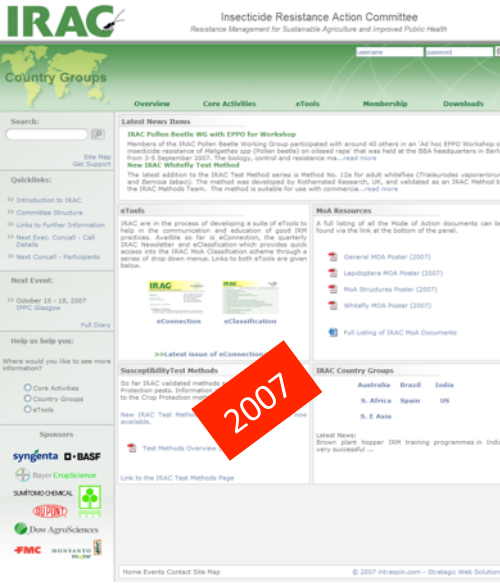 IRAC
Insecticide Resistance Action Committee
Resistance Management for Sustainable Agriculture and Improved Public Health
username password
Country Groups
Overview Core Activities eTools Membership Downloads
Search:
Site Map
Get Support
Quicklinks:
Introduction to IRAC
Committee Structure
Links to Further Information
Next Exec. Concall - Call
Details
Next Concall - Participants
Next Event:
October 15 - 18, 2007
IPPC Glasgow
Full Diary
Help us help you:
Where would you like to see more
information?
Core Activities
Country Groups
eTools
Sponsors
syngenta BASF
Bayer CropScience
SUMITOMO CHEMICAL
DUPONT
Dow AgroSciences
FMC MONSANTO
imagine
Latest News Items
IRAC Pollen Beetle WG with EPPO for Workshop
Members of the IRAC Pollen Beetle Working Group participated with around 40 others in an 'Ad hoc EPPO Workshop o
insecticide resistance of Meligethes spp (Pollen beetle) on oilseed rape' that was held at the BBA headquarters in Berl
from 3-5 September 2007. The biology, control and resistance ma...read more
New IRAC Whitefly Test Method
The latest addition to the IRAC Test Method series is Method No. 12a for adult whiteflies (Trialeurodes vaporarior
and Bemisia tabaci). The method was developed by Rothamsted Research, UK, and validated as an IRAC Method b
the IRAC Methods Team. The method is suitable for use with commercia...read more
eTools
IRAC are in the process of developing a suite of eTools to
help in the communication and education of good IRM
practices. Availible so far is eConnection, the quarterly
IRAC Newsletter and eClassification which provides quick
access into the IRAC MoA Classification scheme through a
series of drop down menus. Links to both eTools are given
below.
IRAC IRAC
eConnection eClassification
>>Latest issue of eConnection
MoA Resources
A full listing of all the Mode of Action documents can be
found via the link at the bottom of the panel.
General MOA Poster (2007)
Lepidoptera MOA Poster (2007)
MoA Structures Poster (2007)
Whitefly MOA Poster (2007)
Full Listing of IRAC MoA Documents
SusceptibilityTest Methods
So far IRAC validated methods
Protection pests. Information
to the Crop Protection
New IRAC Test now
available.
Test Methods Overview
Link to the IRAC Test Methods Page
2007
IRAC Country Groups
Australia Brazil India
S. Africa Spain US
S. E Asia
Latest News:
Brown plant hopper IRM training programmes in Indi
very successful ...
Home Events Contact Site Map
© 2007 intraspin.com - Strategic Web Solution